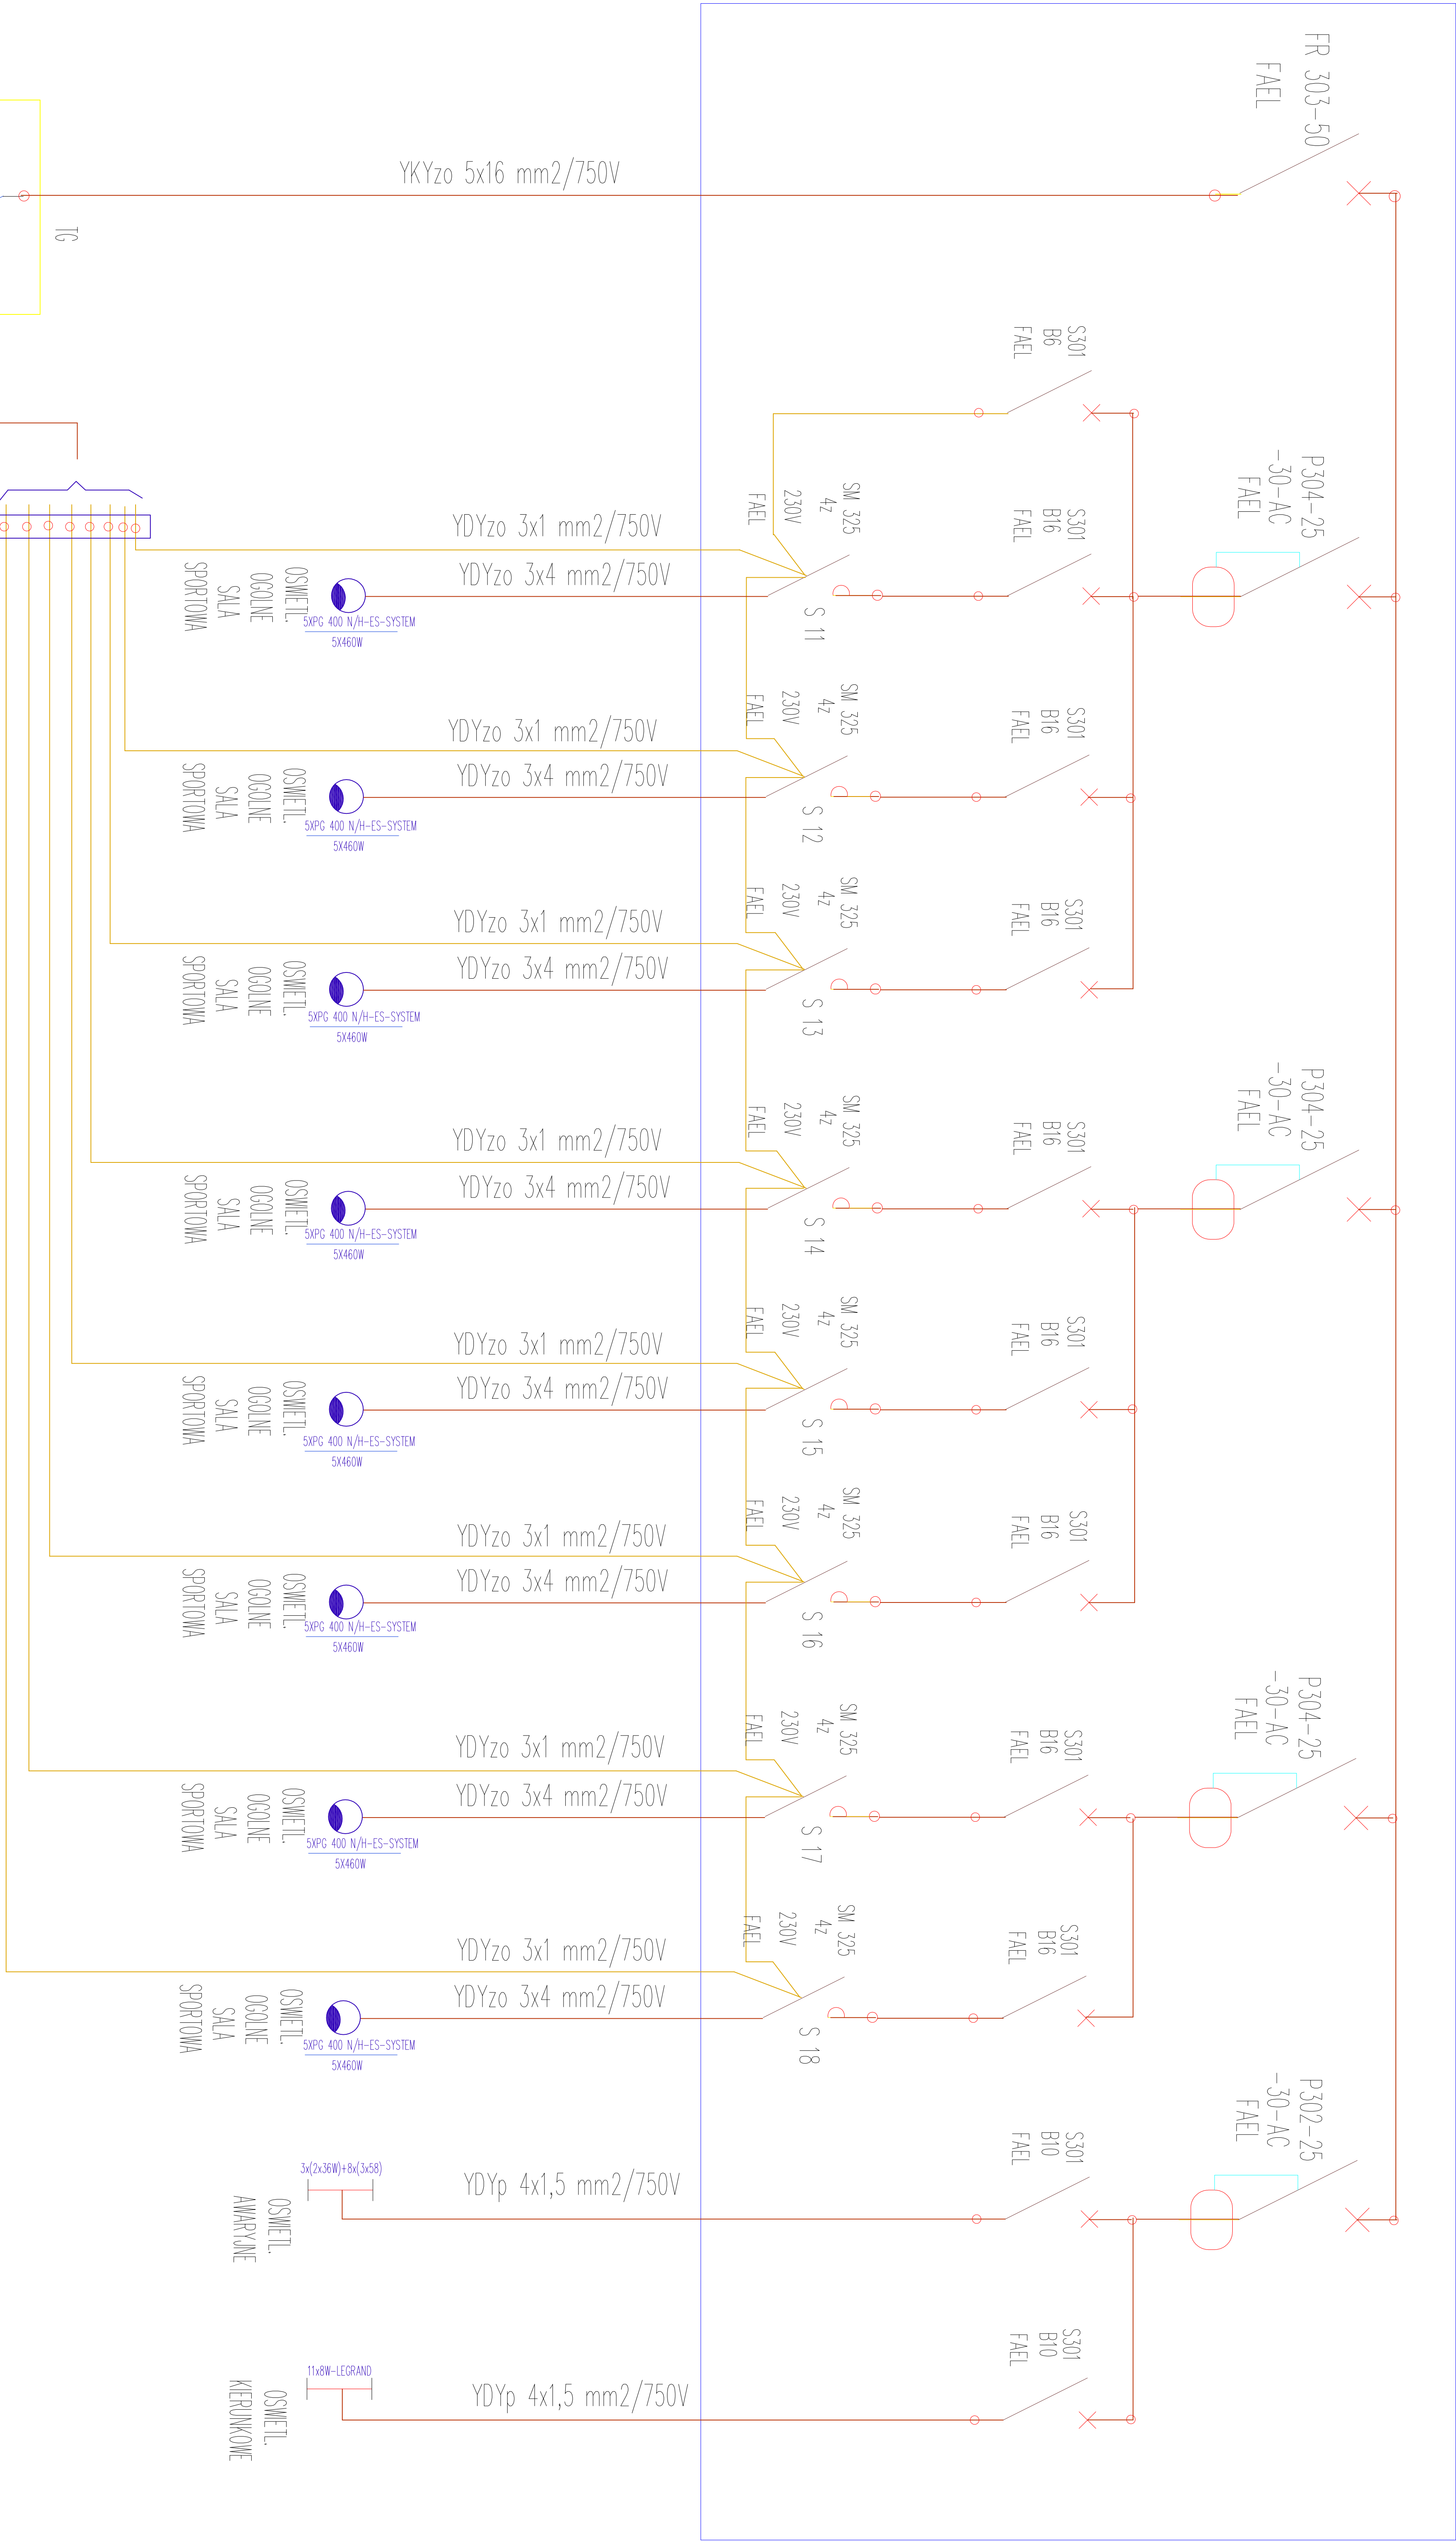 FR 303-50
FAEL
YKYzo 5x16 mm2/750V
TG
S301
B6
FAEL
P304-25
-30-AC
FAEL
S301
B16
FAEL
SM 325
4z
230V
FAEL
S 11
YDYzo 3x1 mm2/750V
YDYzo 3x4 mm2/750V
5XPG 400 N/H-ES-SYSTEM
5X460W
OSWIETL.
OGOLNE
SALA
SPORTOWA
S301
B16
FAEL
SM 325
4z
230V
FAEL
S 12
YDYzo 3x1 mm2/750V
YDYzo 3x4 mm2/750V
5XPG 400 N/H-ES-SYSTEM
5X460W
OSWIETL.
OGOLNE
SALA
SPORTOWA
S301
B16
FAEL
SM 325
4z
230V
FAEL
S 13
YDYzo 3x1 mm2/750V
YDYzo 3x4 mm2/750V
5XPG 400 N/H-ES-SYSTEM
5X460W
OSWIETL.
OGOLNE
SALA
SPORTOWA
P304-25
-30-AC
FAEL
S301
B16
FAEL
SM 325
4z
230V
FAEL
S 14
YDYzo 3x1 mm2/750V
YDYzo 3x4 mm2/750V
5XPG 400 N/H-ES-SYSTEM
5X460W
OSWIETL.
OGOLNE
SALA
SPORTOWA
S301
B16
FAEL
SM 325
4z
230V
FAEL
S 15
YDYzo 3x1 mm2/750V
YDYzo 3x4 mm2/750V
5XPG 400 N/H-ES-SYSTEM
5X460W
OSWIETL.
OGOLNE
SALA
SPORTOWA
S301
B16
FAEL
SM 325
4z
230V
FAEL
S 16
YDYzo 3x1 mm2/750V
YDYzo 3x4 mm2/750V
5XPG 400 N/H-ES-SYSTEM
5X460W
OSWIETL.
OGOLNE
SALA
SPORTOWA
P304-25
-30-AC
FAEL
S301
B16
FAEL
SM 325
4z
230V
FAEL
S 17
YDYzo 3x1 mm2/750V
YDYzo 3x4 mm2/750V
5XPG 400 N/H-ES-SYSTEM
5X460W
OSWIETL.
OGOLNE
SALA
SPORTOWA
S301
B16
FAEL
SM 325
4z
230V
FAEL
S 18
YDYzo 3x1 mm2/750V
YDYzo 3x4 mm2/750V
5XPG 400 N/H-ES-SYSTEM
5X460W
OSWIETL.
OGOLNE
SALA
SPORTOWA
P302-25
-30-AC
FAEL
S301
B10
FAEL
YDYp 4x1,5 mm2/750V
3x(2x36W)+8x(3x58)
OSWIETL.
AWARYJNE
S301
B10
FAEL
YDYp 4x1,5 mm2/750V
11x8W-LEGRAND
OSWIETL.
KIERUNKOWE